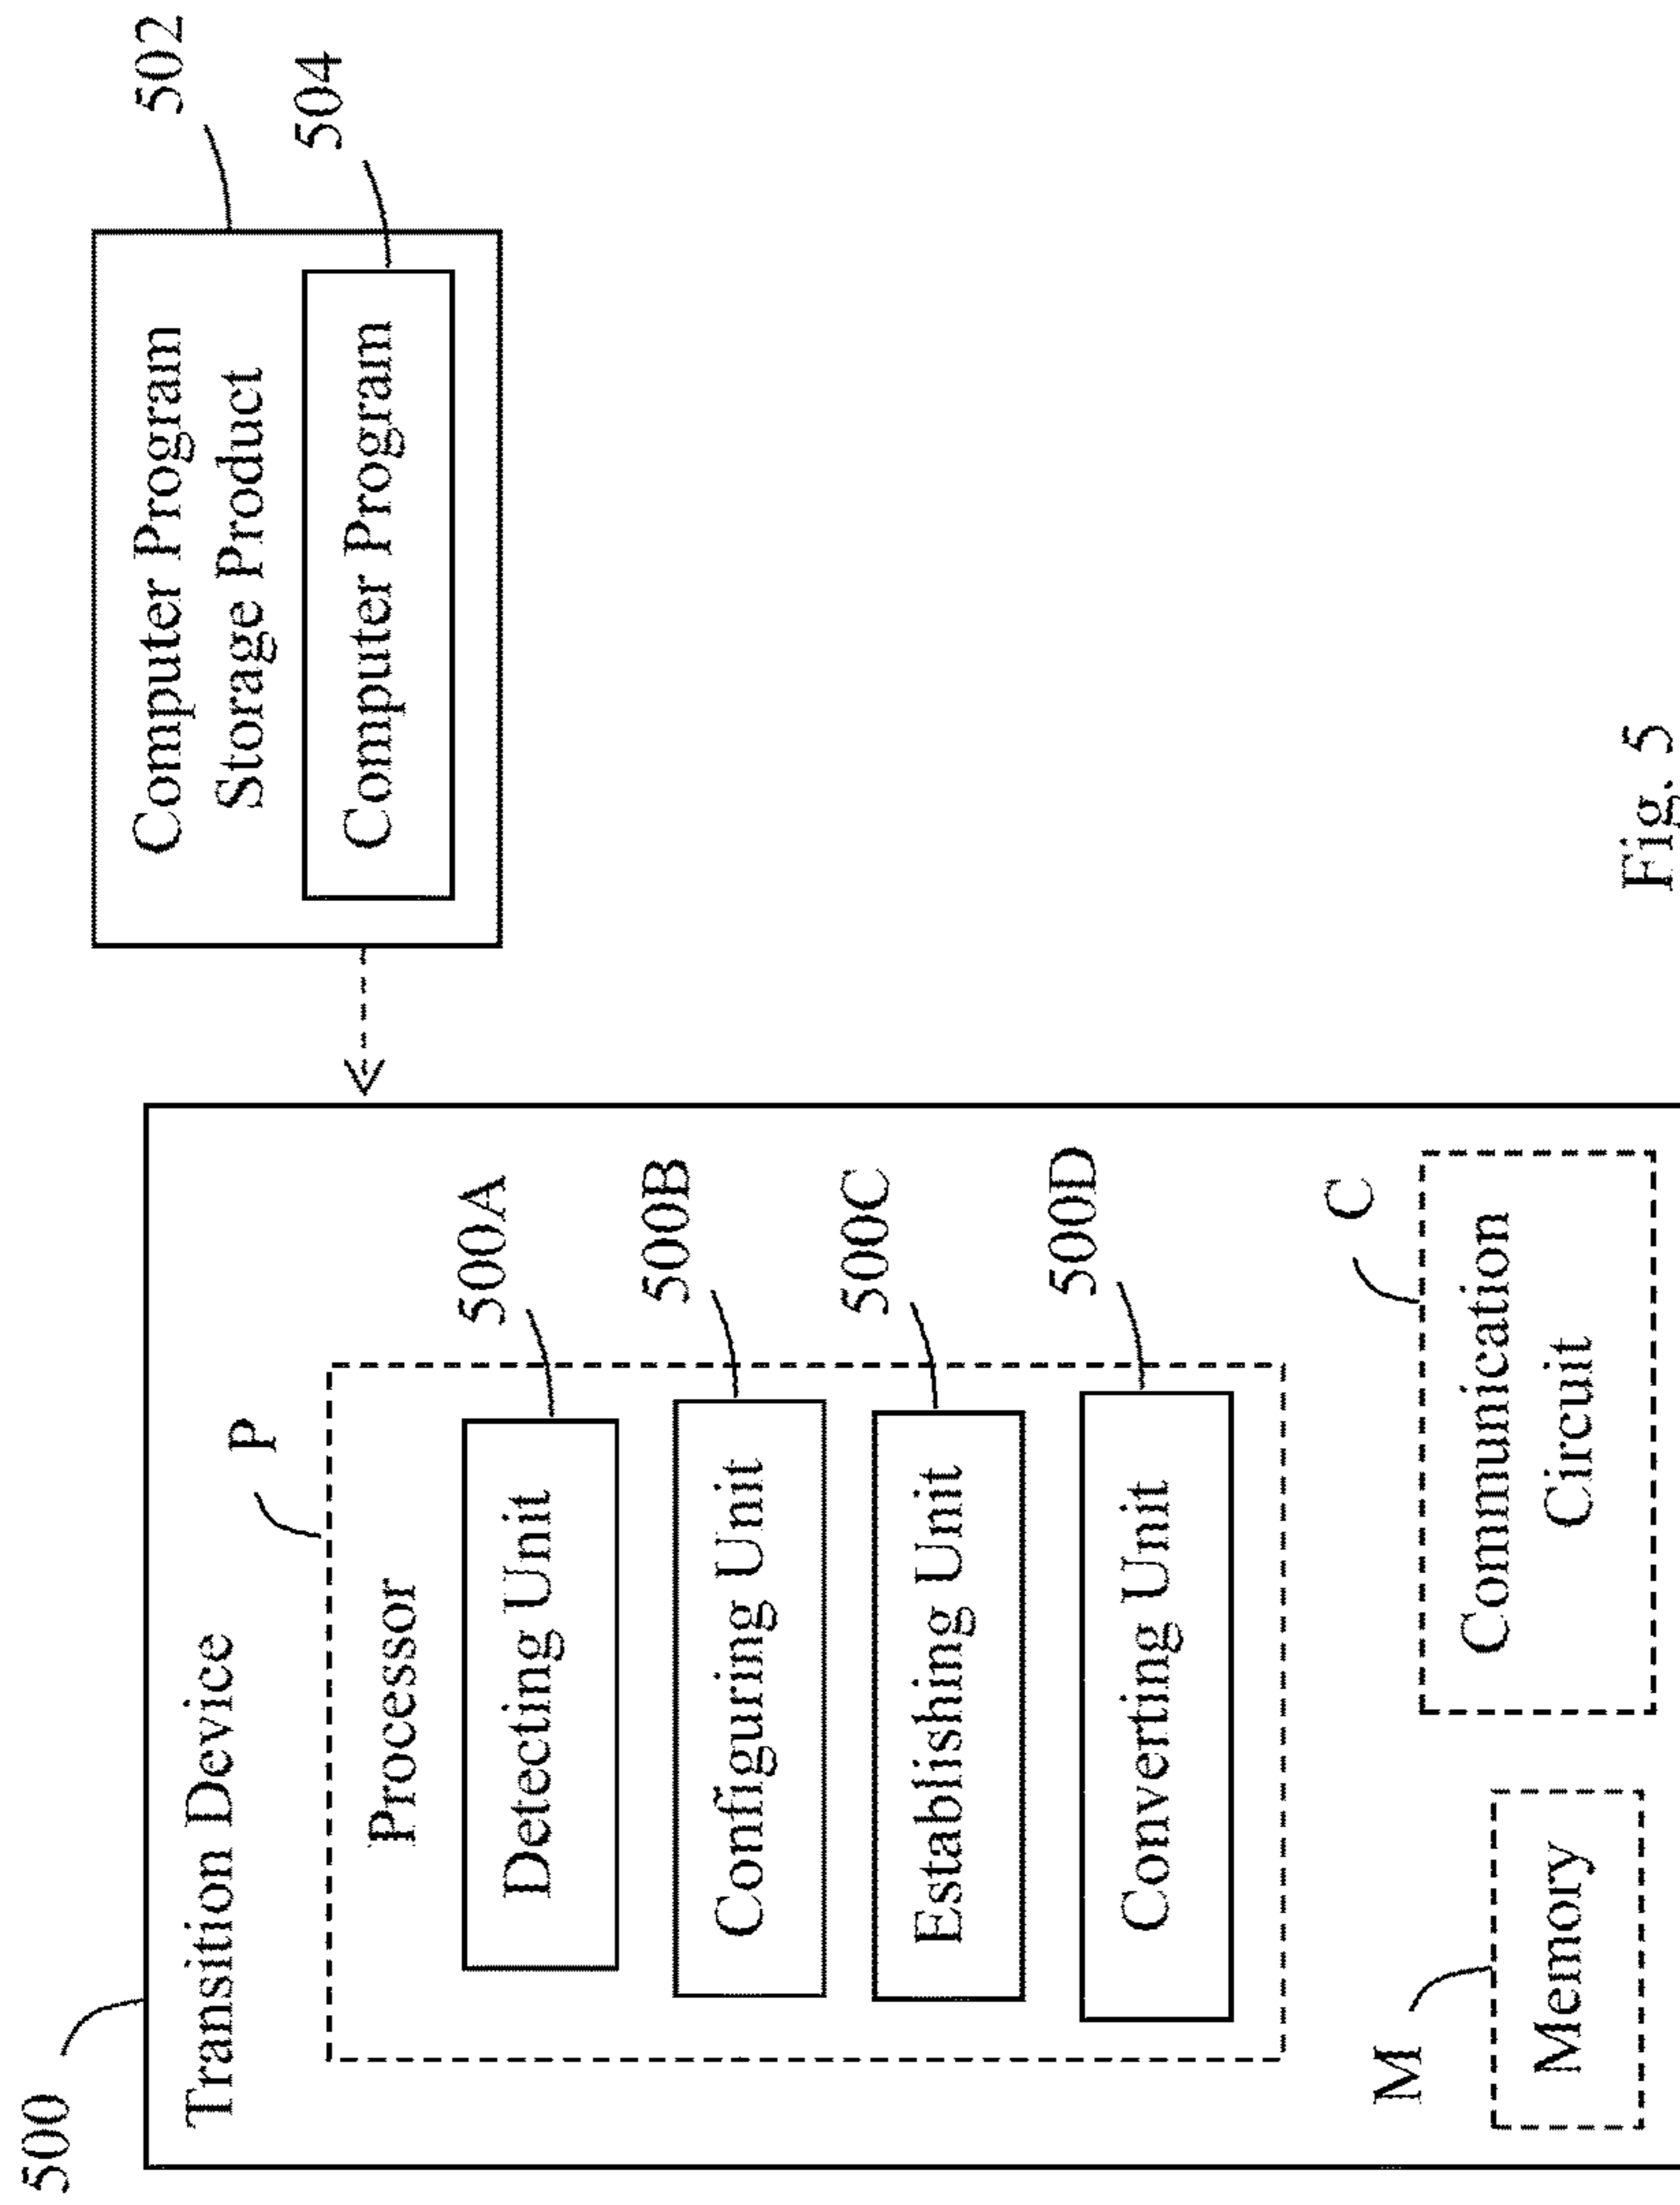 500
Transition Device
P
Processor
500A
Detecting Unit
500B
Configuring Unit
500C
Establishing Unit
500D
Converting Unit
M
Memory
C
Communication
Circuit
502
Computer Program
Storage Product
504
Computer Program
Fig. 5